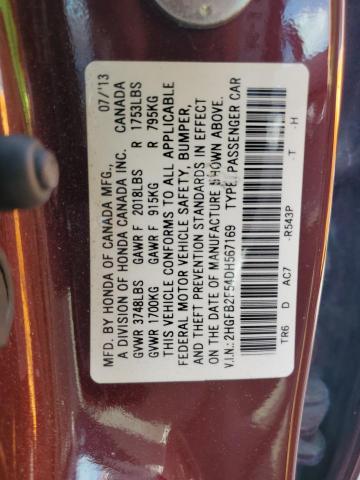 MFD. BY HONDA OF CANADA MFG., 07/'13
A DIVISION OF HONDA CANADA INC. CANADA
GVWR 3748LBS GAWR F 2018LBS R 1753LBS
GVWR 1700KG GAWR F 915KG R 795KG
THIS VEHICLE CONFORMS TO ALL APPLICABLE
FEDERAL MOTOR VEHICLE SAFETY, BUMPER,
AND THEFT PREVENTION STANDARDS IN EFFECT
ON THE DATE OF MANUFACTURE SHOWN ABOVE.
V.I.N.: 2HGFB2F54DH567169 TYPE: PASSENGER CAR
TR6 D AC7 -R543P -T -H